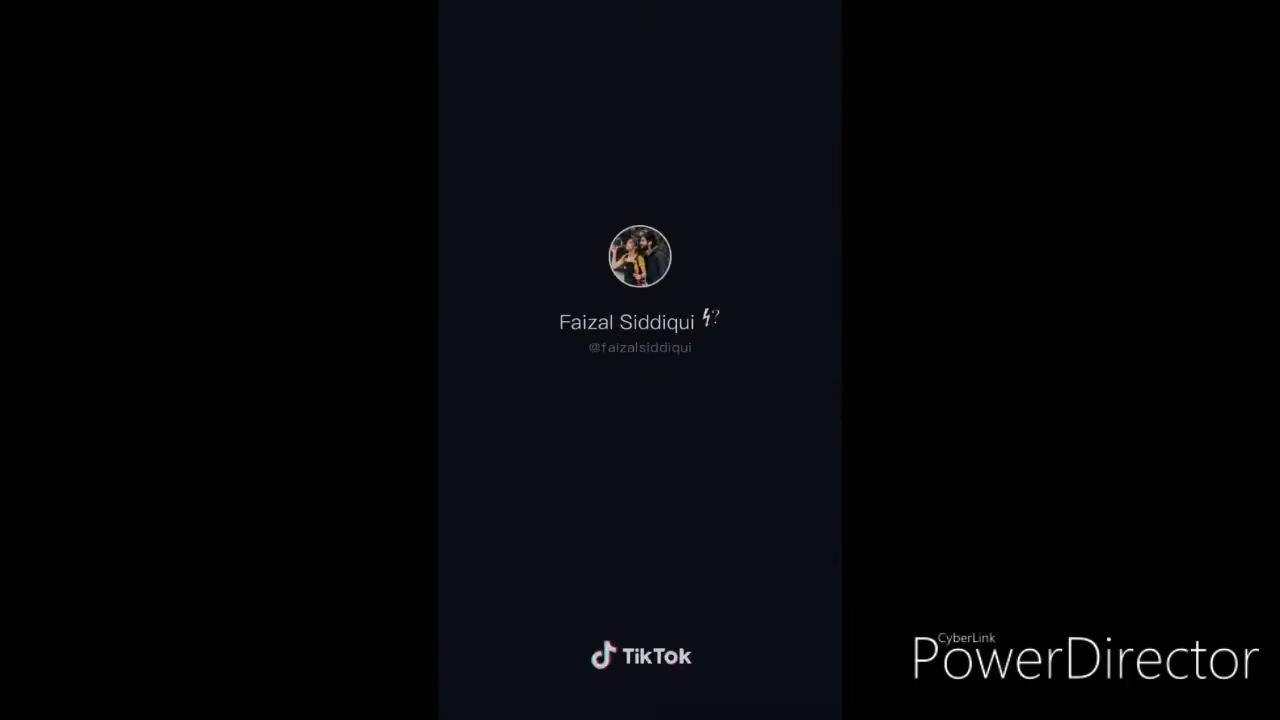 Faizal Siddiqui ϟ?
@faizalsiddiqui
TikTok
CyberLink
PowerDirector